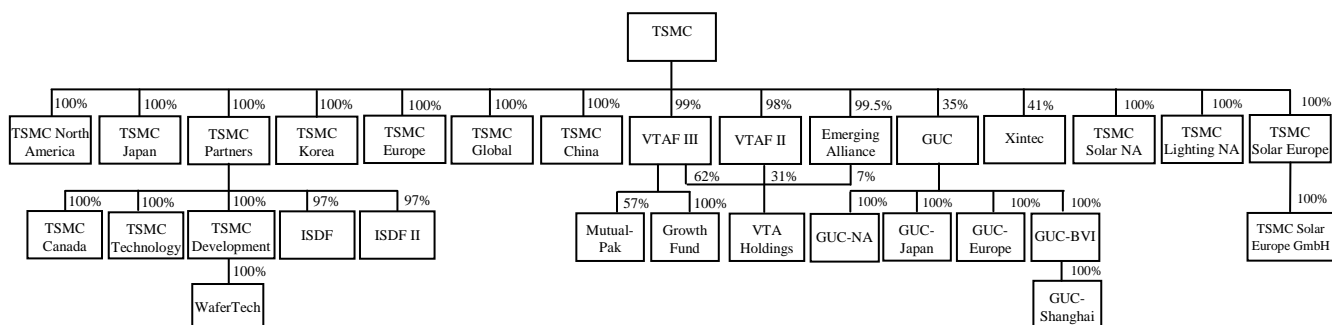 TSMC
100%
100%
100%
100%
100%
100%
100%
99%
98%
99.5%
35%
41%
100%
100%
100%
TSMC North
America
TSMC
Japan
TSMC
Partners
TSMC
Korea
TSMC
Europe
TSMC
Global
TSMC
China
VTAF III
VTAF II
Emerging
Alliance
GUC
Xintec
TSMC
Solar NA
TSMC
Lighting NA
TSMC
Solar Europe
62%
31%
7%
100%
100%
100%
97%
97%
57%
100%
100%
100%
100%
100%
100%
TSMC
Canada
TSMC
Technology
TSMC
Development
ISDF
ISDF II
Mutual-
Pak
Growth
Fund
VTA
Holdings
GUC-NA
GUC-
Japan
GUC-
Europe
GUC-BVI
TSMC Solar
Europe GmbH
100%
100%
WaferTech
GUC-
Shanghai